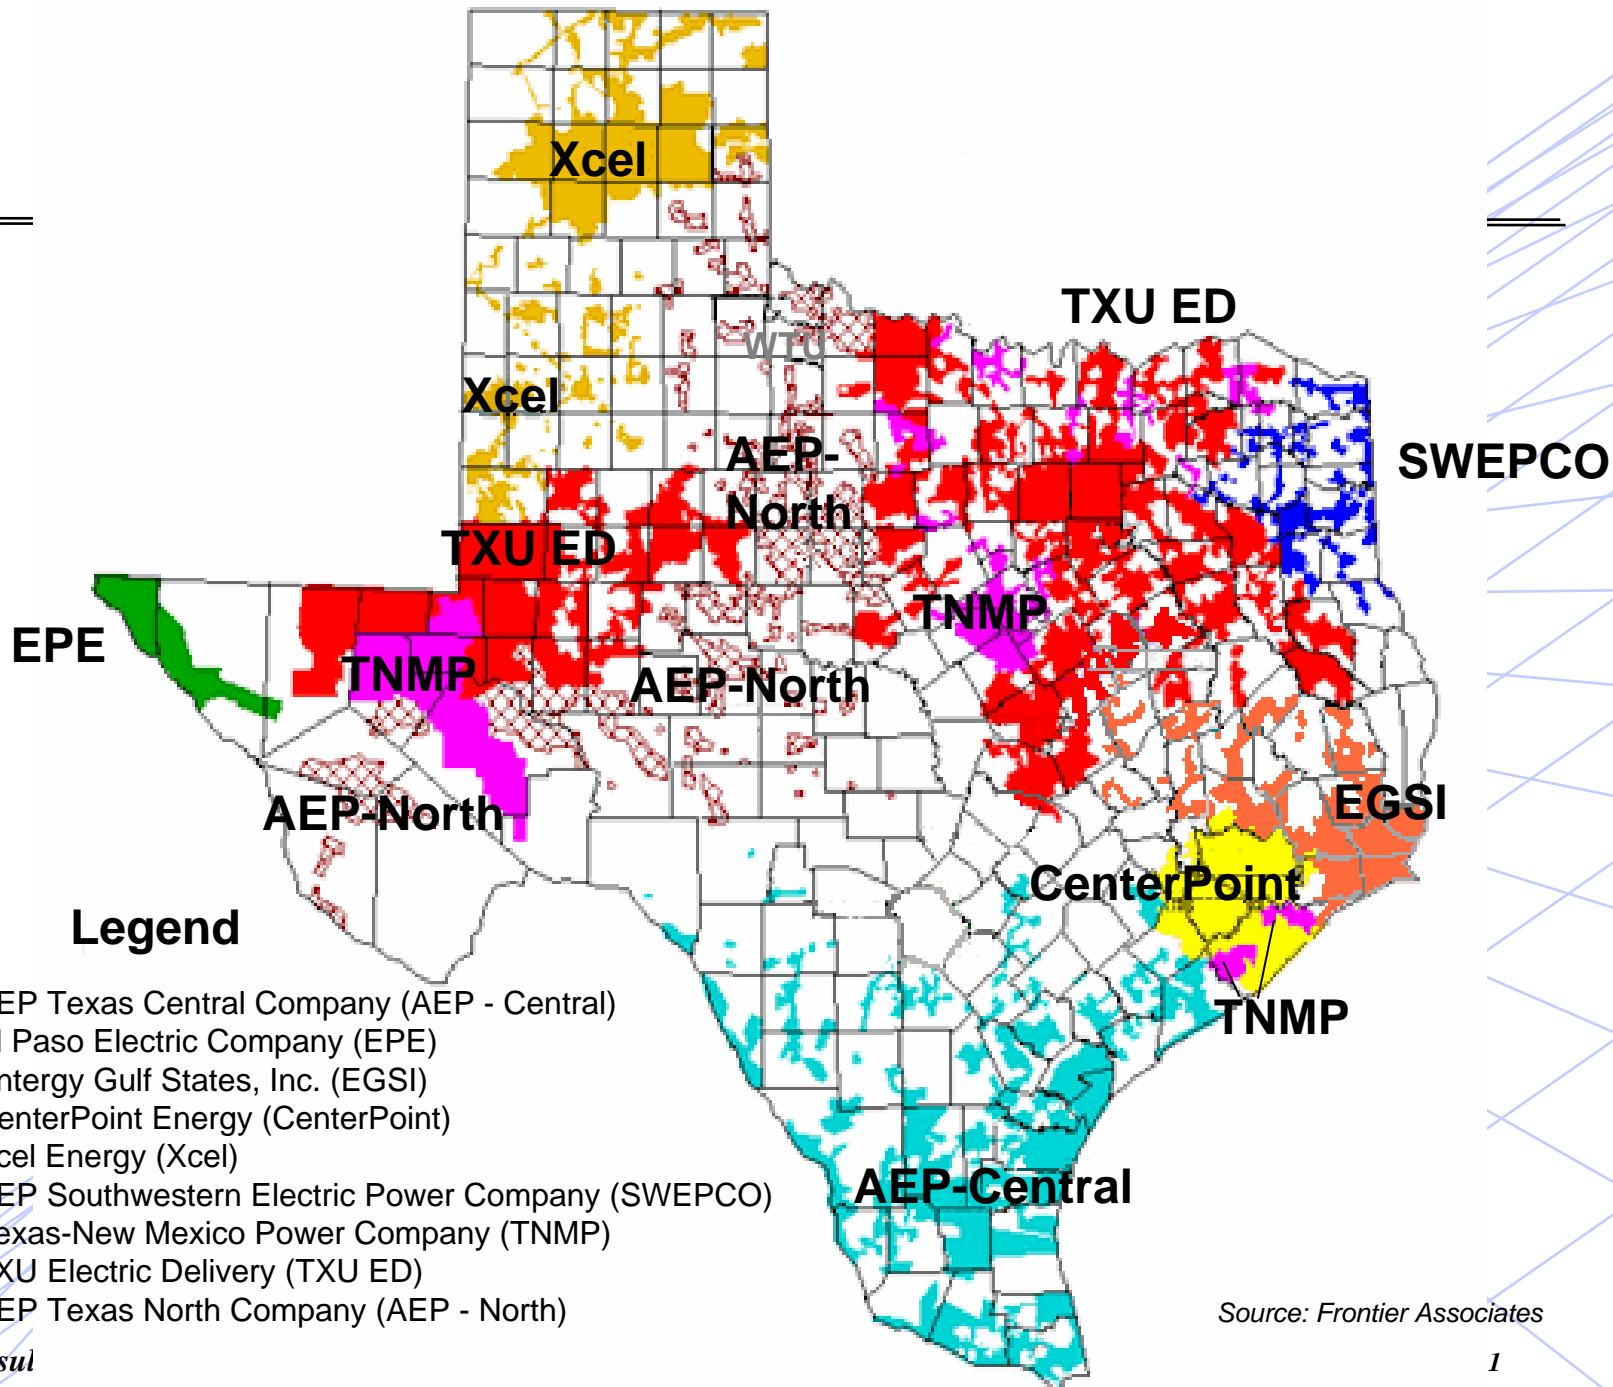 Xcel
TXU ED
WTU
Xcel
AEP-
North
SWEPCO
TXU ED
TNMP
EPE
TNMP
AEP-North
AEP-North
EGSI
CenterPoint
Legend
TNMP
EP Texas Central Company (AEP - Central)
l Paso Electric Company (EPE)
ntergy Gulf States, Inc. (EGSI)
enterPoint Energy (CenterPoint)
cel Energy (Xcel)
AEP-Central
EP Southwestern Electric Power Company (SWEPCO)
exas-New Mexico Power Company (TNMP)
XU Electric Delivery (TXU ED)
EP Texas North Company (AEP - North)
Source: Frontier Associates
sul
1